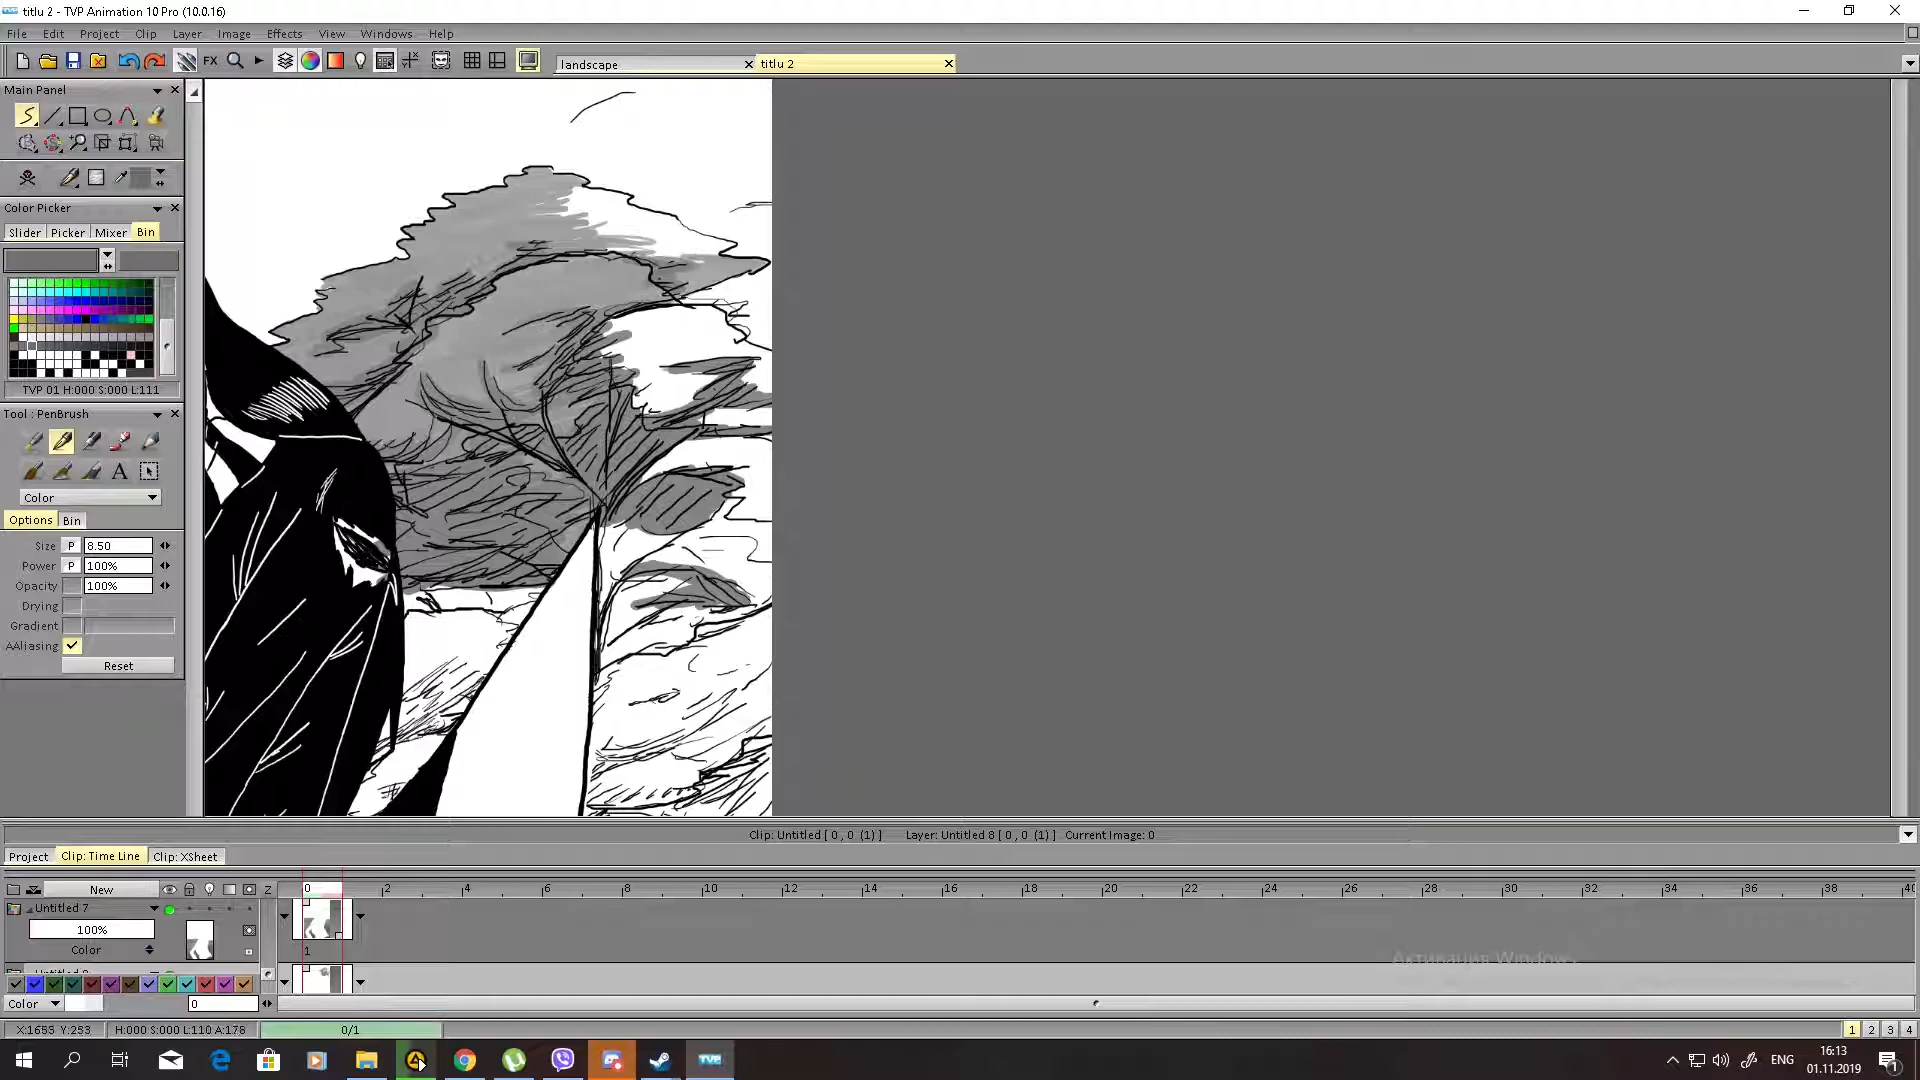 titlu 2 - TVP Animation 10 Pro (10.0.16)
File Edit Project Clip Layer Image Effects View Windows Help
FX
landscape
titlu 2
Main Panel
Color Picker
Slider Picker Mixer Bin
TVP 01 H:000 S:000 L:111
Tool : PenBrush
A
Color
Options Bin
Size P 8.50
Power P 100%
Opacity 100%
Drying
Gradient
AAliasing
Reset
Clip: Untitled [ 0 , 0 (1) ] Layer: Untitled 8 [ 0 , 0 (1) ] Current Image: 0
Project Clip: Time Line Clip: XSheet
New Z 0 2 4 6 8 10 12 14 16 18 20 22 24 26 28 30 32 34 36 38 40
Untitled 7
100%
Color
1
Активация Windows
Color 0
X:1653 Y:253 H:000 S:000 L:110 A:178 0/1 1 2 3 4
TVP
ENG
16:13
01.11.2019
1